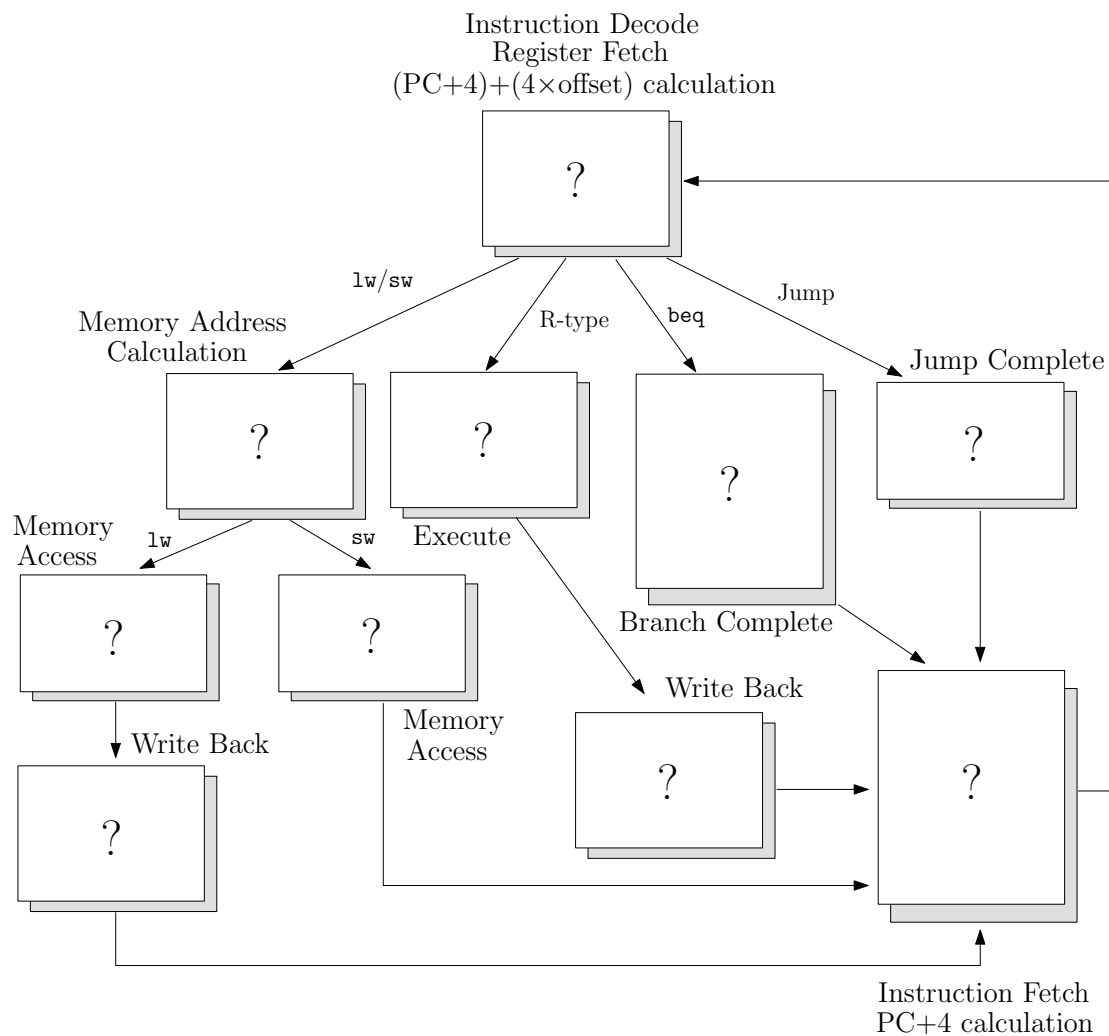 Instruction Decode
Register Fetch
(PC+4)+(4×offset) calculation
?
lw/sw
R-type
beq
Jump
Memory Address
Calculation
Jump Complete
?
?
?
?
Memory
Access
lw
sw
Execute
?
?
Branch Complete
Write Back
Memory
Access
Write Back
?
?
?
Instruction Fetch
PC+4 calculation